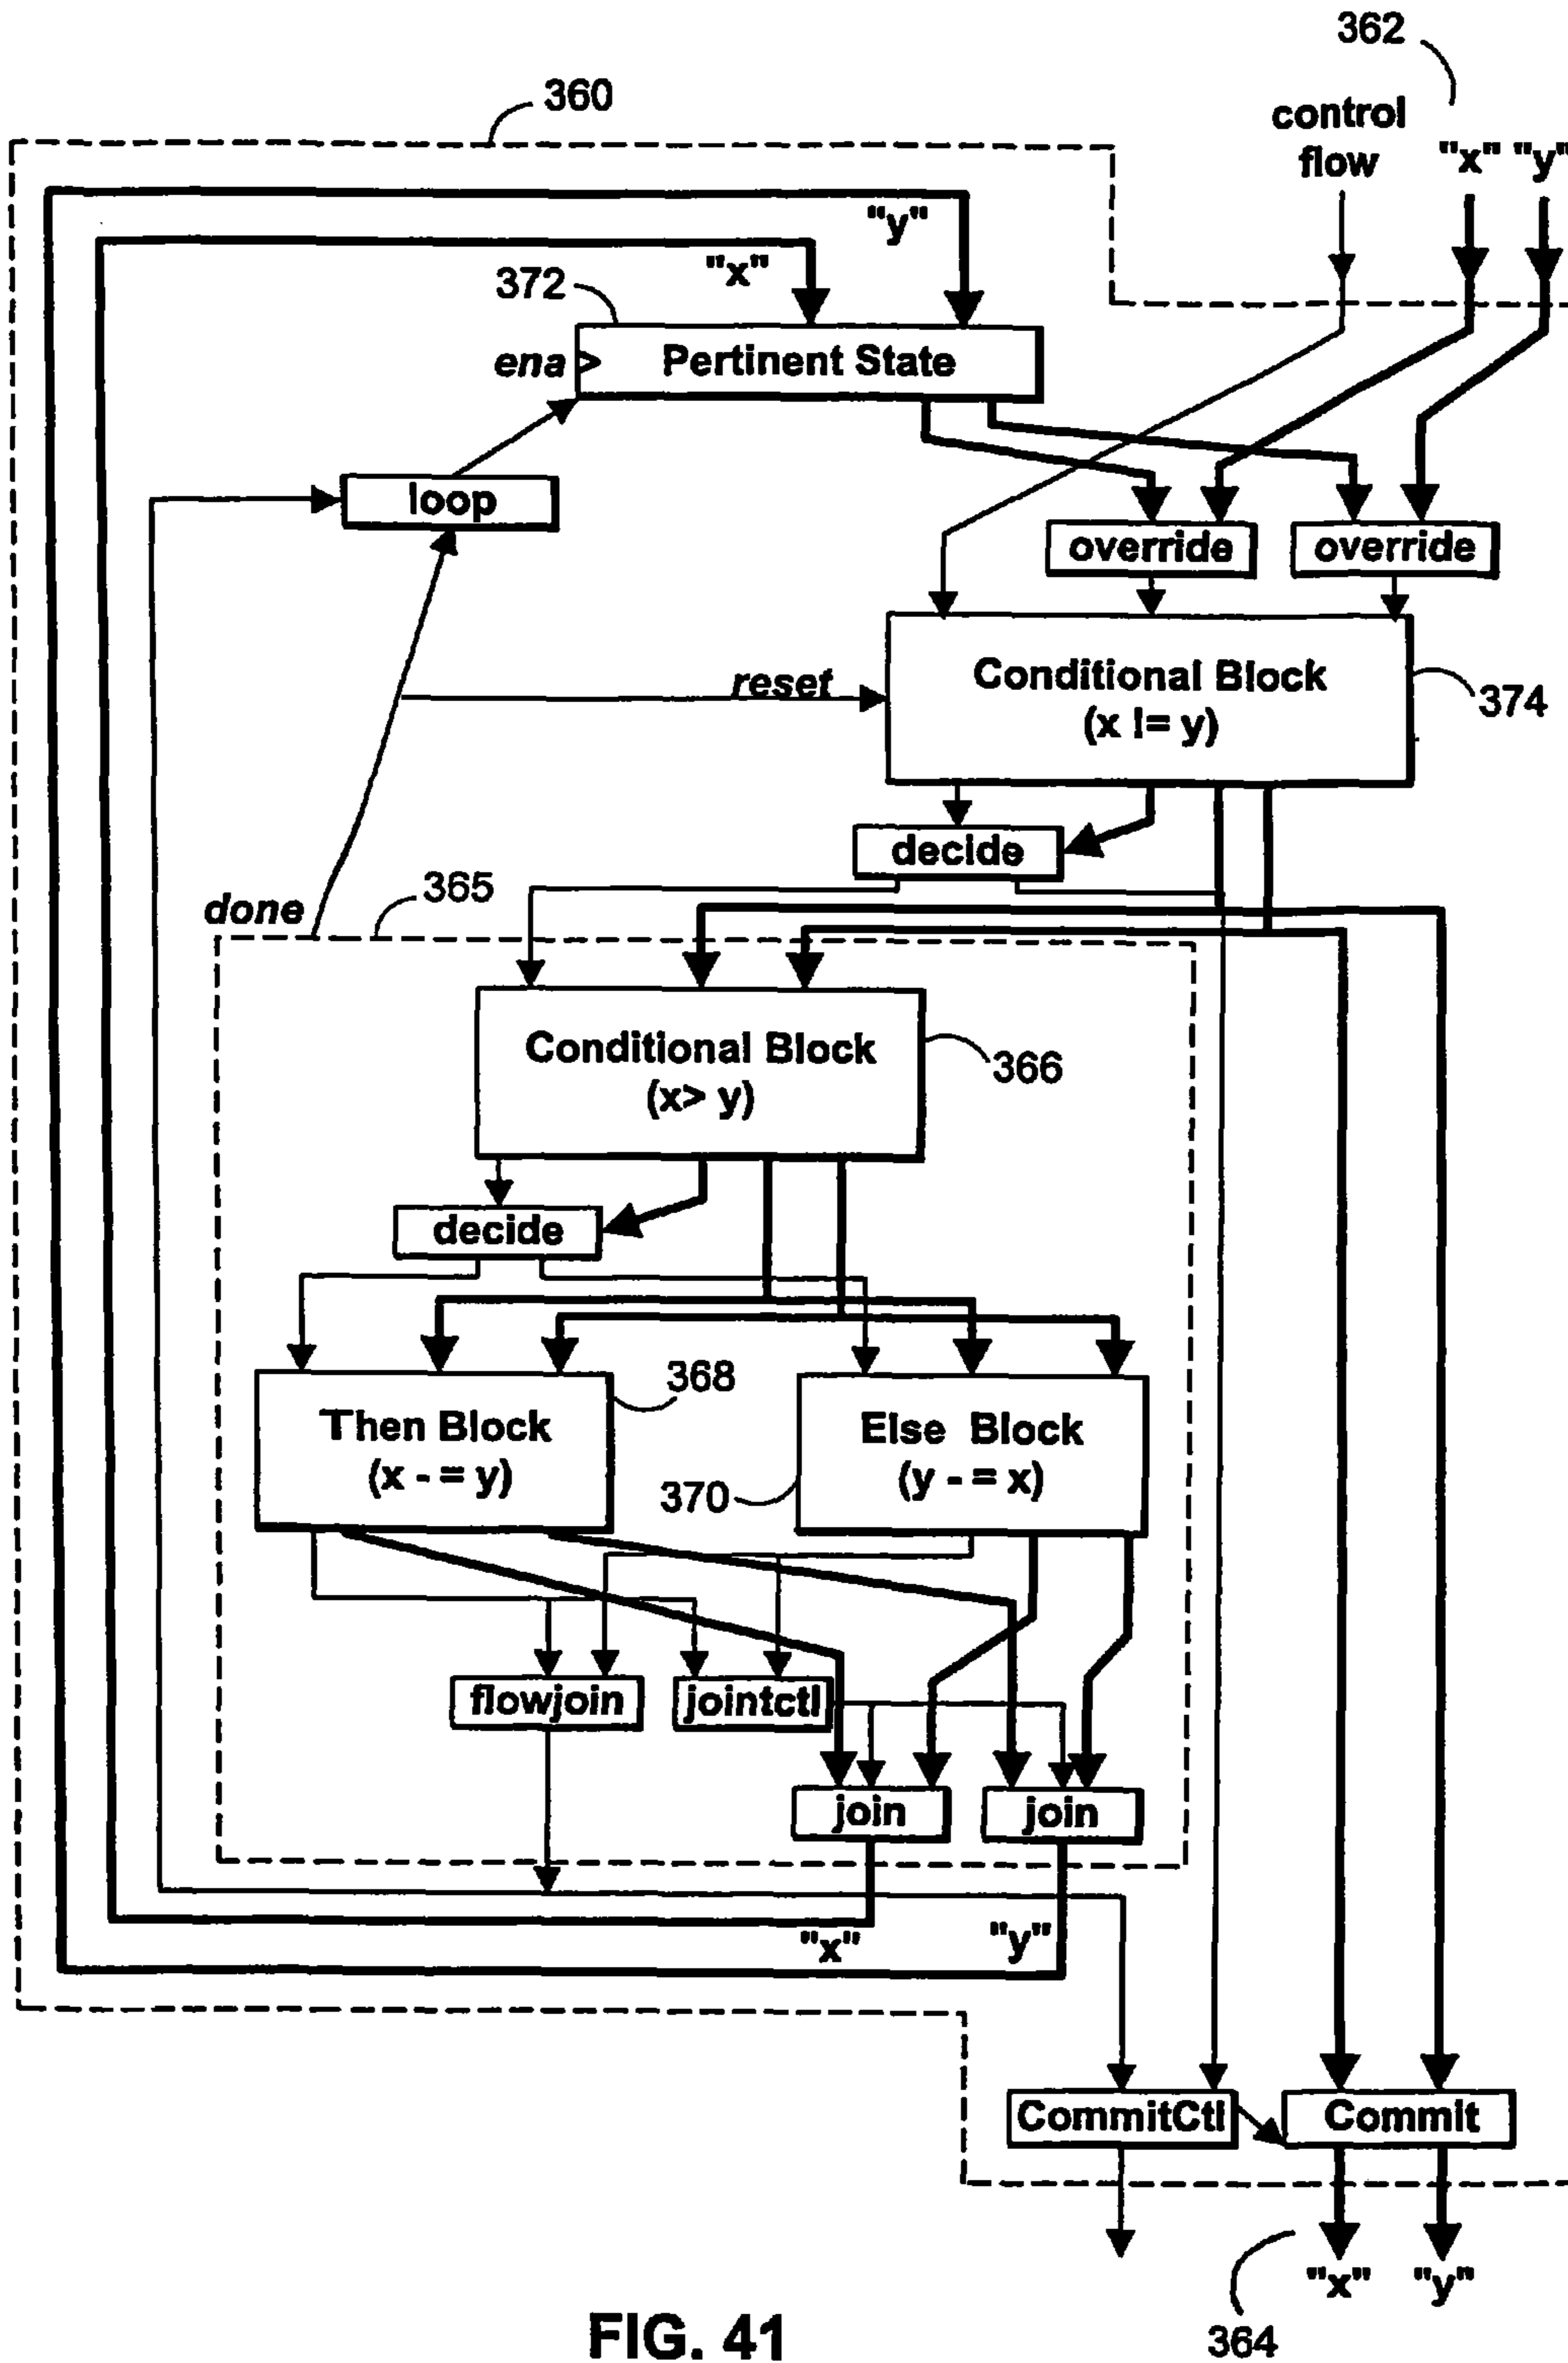 362
360
control
flow
"x" "y"
"y"
"x"
372
ena
Pertinent State
loop
override
override
reset
Conditional Block
(x != y)
374
decide
365
done
Conditional Block
(x> y)
366
decide
368
Then Block
(x - = y)
Else Block
(y - = x)
370
flowjoin
jointctl
join
join
"x"
"y"
CommitCtl
Commit
"x"
"y"
364
FIG. 41